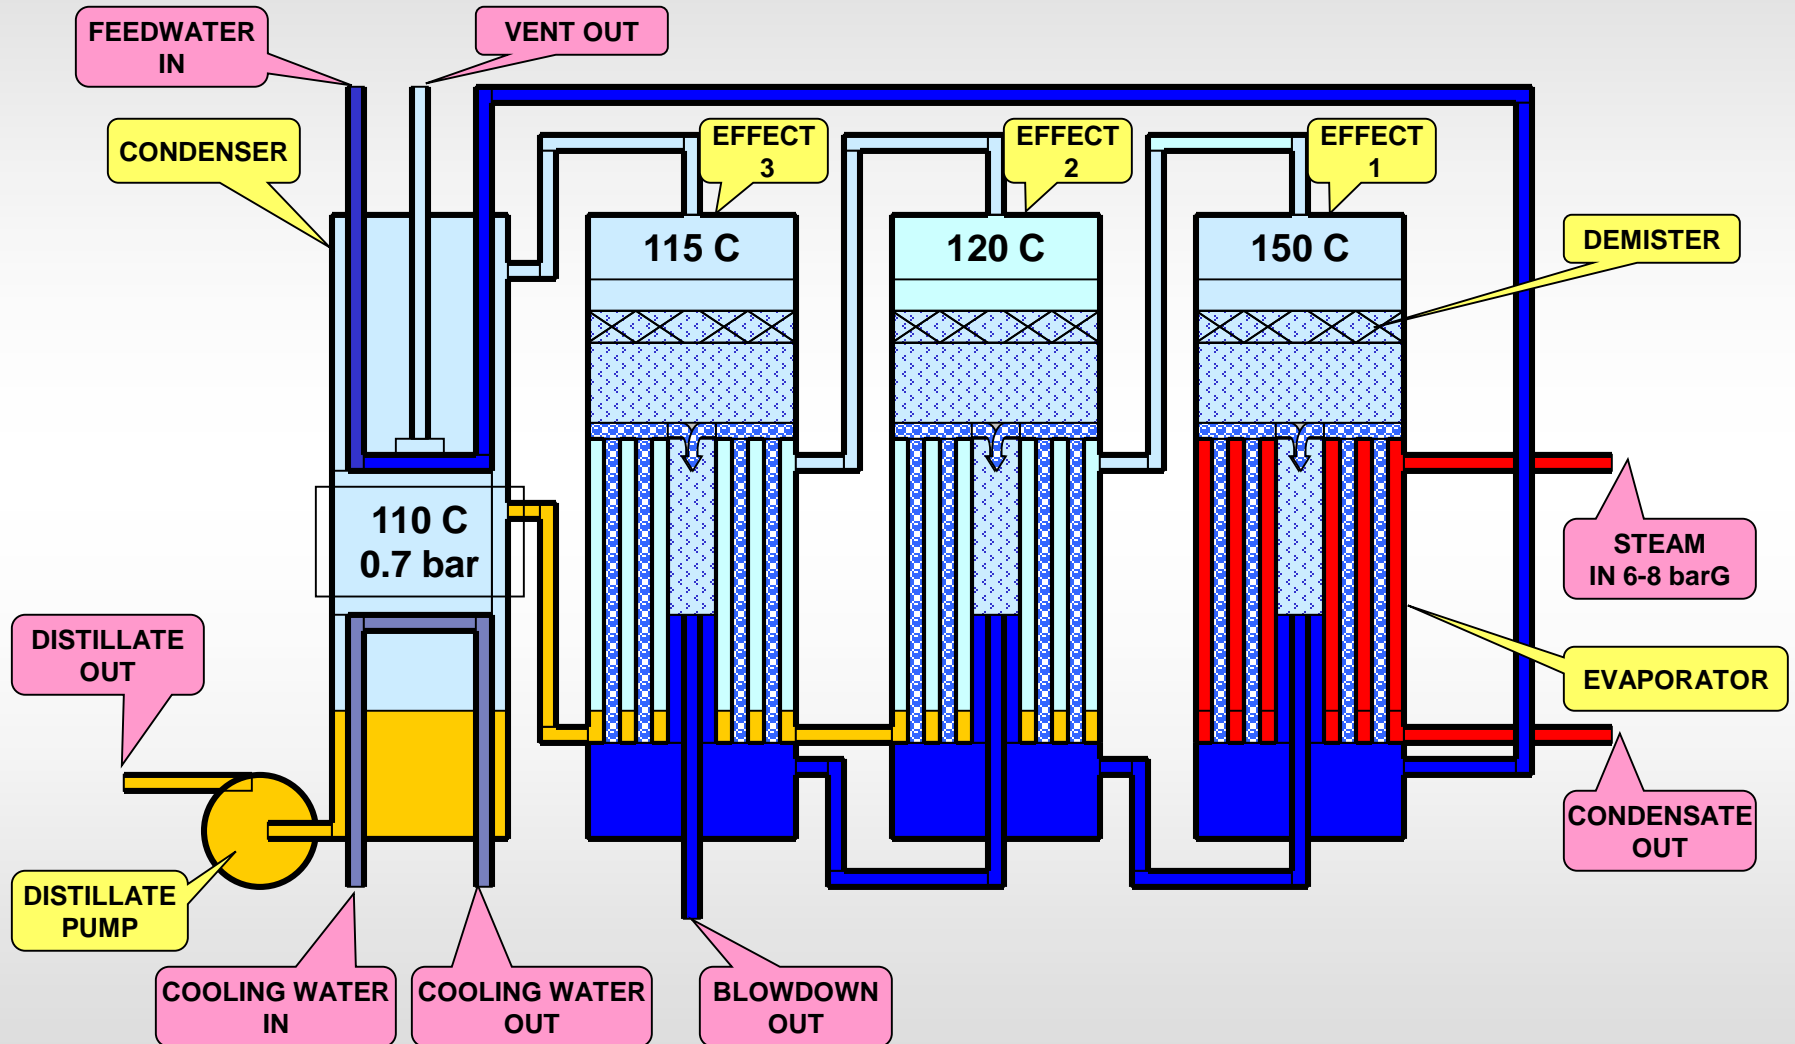 FEEDWATER
IN
VENT OUT
CONDENSER
EFFECT
3
EFFECT
2
EFFECT
1
115 C
120 C
150 C
DEMISTER
110 C
0.7 bar
STEAM
IN 6-8 barG
DISTILLATE
OUT
EVAPORATOR
CONDENSATE
OUT
DISTILLATE
PUMP
COOLING WATER
IN
COOLING WATER
OUT
BLOWDOWN
OUT